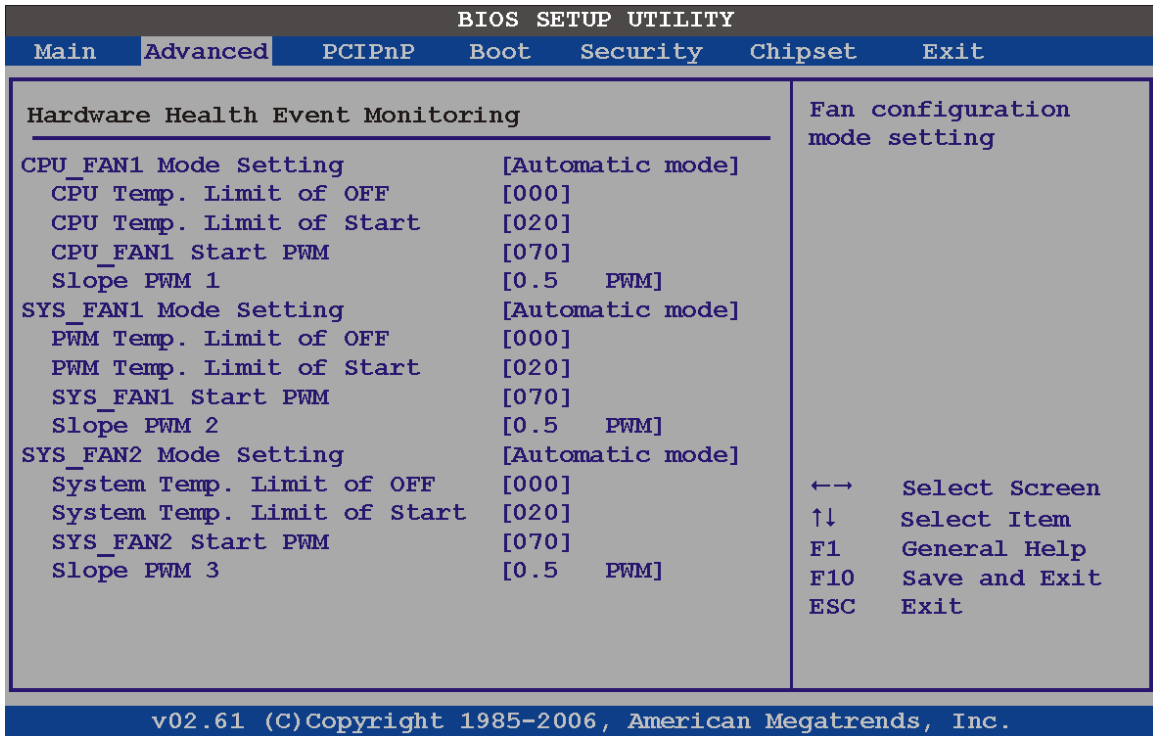 BIOS SETUP UTILITY
Main Advanced PCIPnP Boot Security Chipset Exit
Hardware Health Event Monitoring
CPU_FAN1 Mode Setting [Automatic mode]
CPU Temp. Limit of OFF [000]
CPU Temp. Limit of Start [020]
CPU_FAN1 Start PWM [070]
Slope PWM 1 [0.5 PWM]
SYS_FAN1 Mode Setting [Automatic mode]
PWM Temp. Limit of OFF [000]
PWM Temp. Limit of Start [020]
SYS_FAN1 Start PWM [070]
Slope PWM 2 [0.5 PWM]
SYS_FAN2 Mode Setting [Automatic mode]
System Temp. Limit of OFF [000]
System Temp. Limit of Start [020]
SYS_FAN2 Start PWM [070]
Slope PWM 3 [0.5 PWM]
Fan configuration
mode setting
←→ Select Screen
↑↓ Select Item
F1 General Help
F10 Save and Exit
ESC Exit
v02.61 (C)Copyright 1985-2006, American Megatrends, Inc.